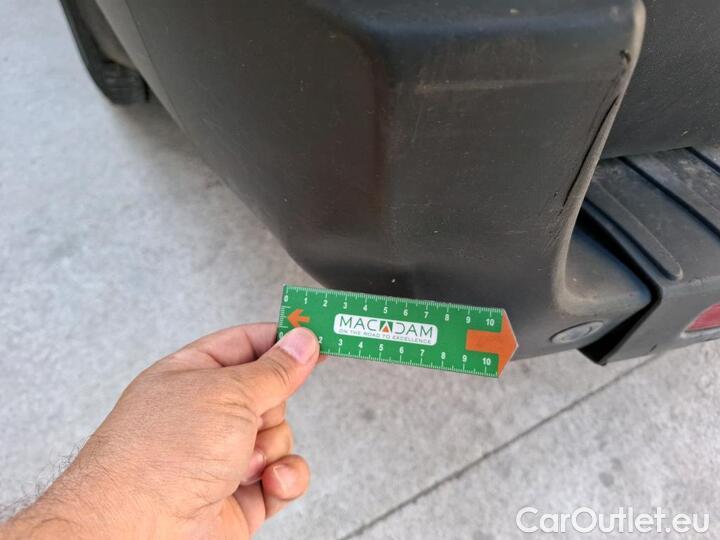 0 1 2 3 4 5 6 7 8 9 10
MACADAM
ON THE ROAD TO EXCELLENCE
0 2 3 4 5 6 7 8 9 10
CarOutlet.eu